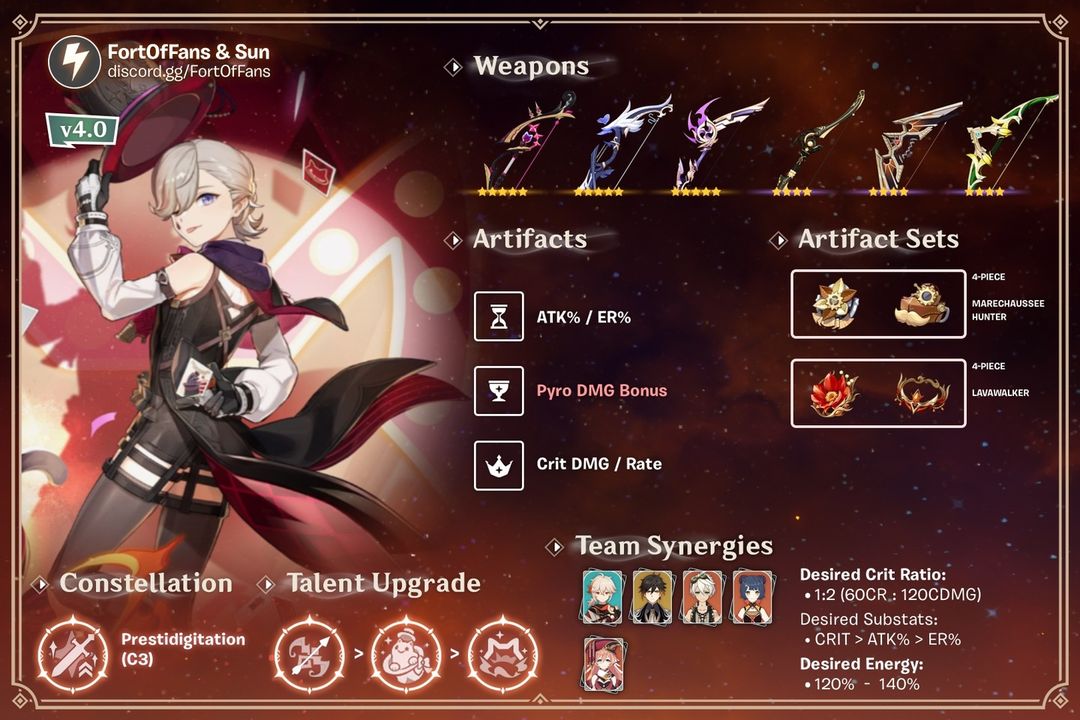 FortOfFans & Sun
discord.gg/FortOfFans
v4.0
Weapons
Artifacts
ATK% / ER%
Pyro DMG Bonus
Crit DMG / Rate
Artifact Sets
4-PIECE
MARECHAUSSEE
HUNTER
4-PIECE
LAVAWALKER
Constellation
Prestidigitation
(C3)
Talent Upgrade
> >
Team Synergies
Desired Crit Ratio:
• 1:2 (60CR : 120CDMG)
Desired Substats:
• CRIT > ATK% > ER%
Desired Energy:
• 120% - 140%